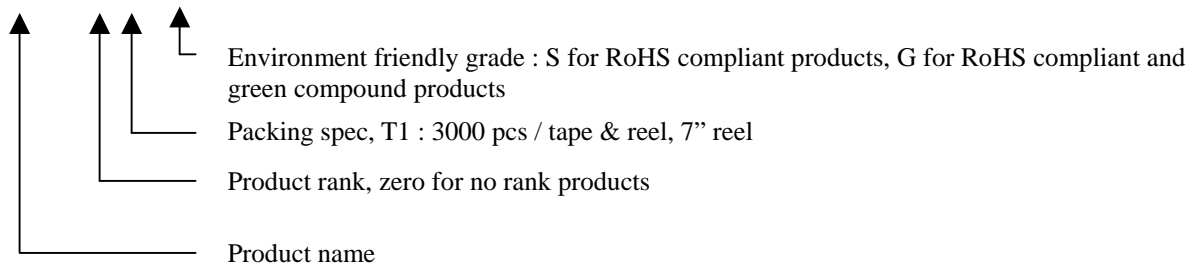 Environment friendly grade : S for RoHS compliant products, G for RoHS compliant and
green compound products
Packing spec, T1 : 3000 pcs / tape & reel, 7” reel
Product rank, zero for no rank products
Product name